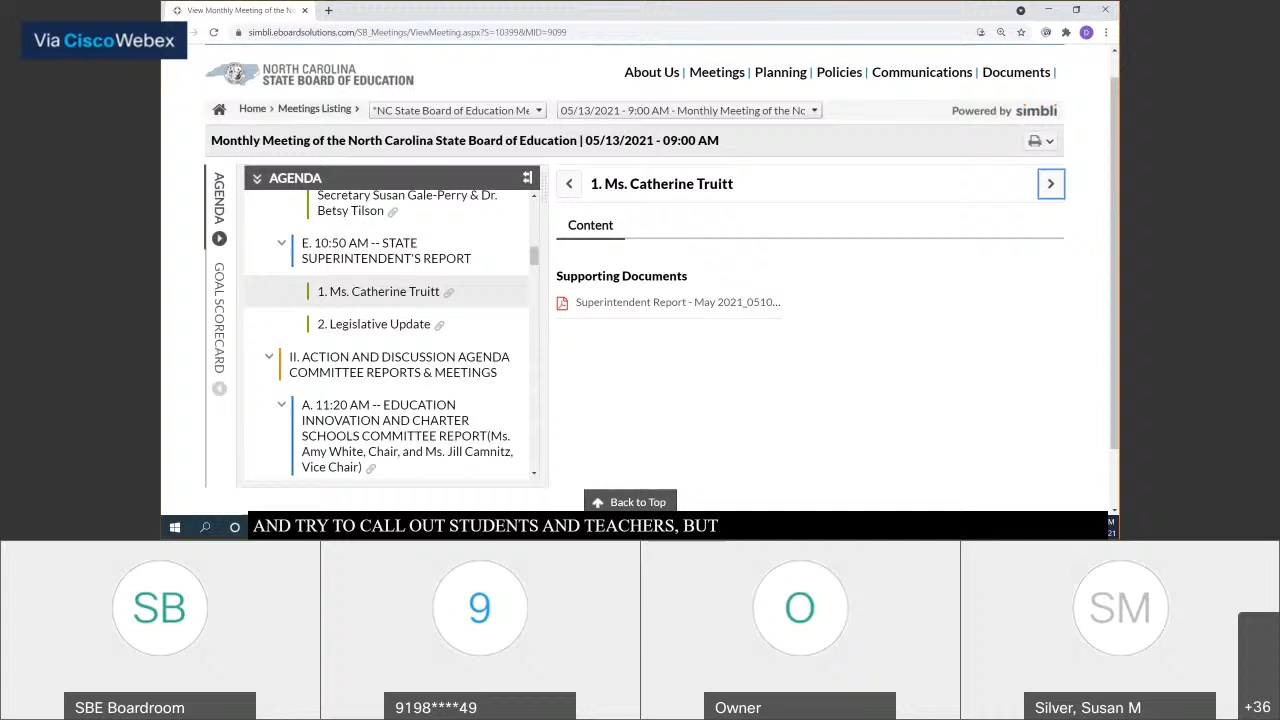 View Monthly Meeting of the No
Via CiscoWebex
simbli.eboardsolutions.com/SB_Meetings/ViewMeeting.aspx?S=10399&MID=9099
D
NORTH CAROLINA
STATE BOARD OF EDUCATION
About Us | Meetings | Planning | Policies | Communications | Documents |
Home > Meetings Listing >
*NC State Board of Education Me
05/13/2021 - 9:00 AM - Monthly Meeting of the Nc
Powered by simbli
Monthly Meeting of the North Carolina State Board of Education | 05/13/2021 - 09:00 AM
AGENDA
GOAL SCORECARD
AGENDA
Secretary Susan Gale-Perry & Dr.
Betsy Tilson
E. 10:50 AM -- STATE
SUPERINTENDENT'S REPORT
1. Ms. Catherine Truitt
2. Legislative Update
II. ACTION AND DISCUSSION AGENDA
COMMITTEE REPORTS & MEETINGS
A. 11:20 AM -- EDUCATION
INNOVATION AND CHARTER
SCHOOLS COMMITTEE REPORT(Ms.
Amy White, Chair, and Ms. Jill Camnitz,
Vice Chair)
1. Ms. Catherine Truitt
Content
Supporting Documents
Superintendent Report - May 2021_0510...
Back to Top
M
21
AND TRY TO CALL OUT STUDENTS AND TEACHERS, BUT
SB
9
O
SM
SBE Boardroom
9198****49
Owner
Silver, Susan M
+36